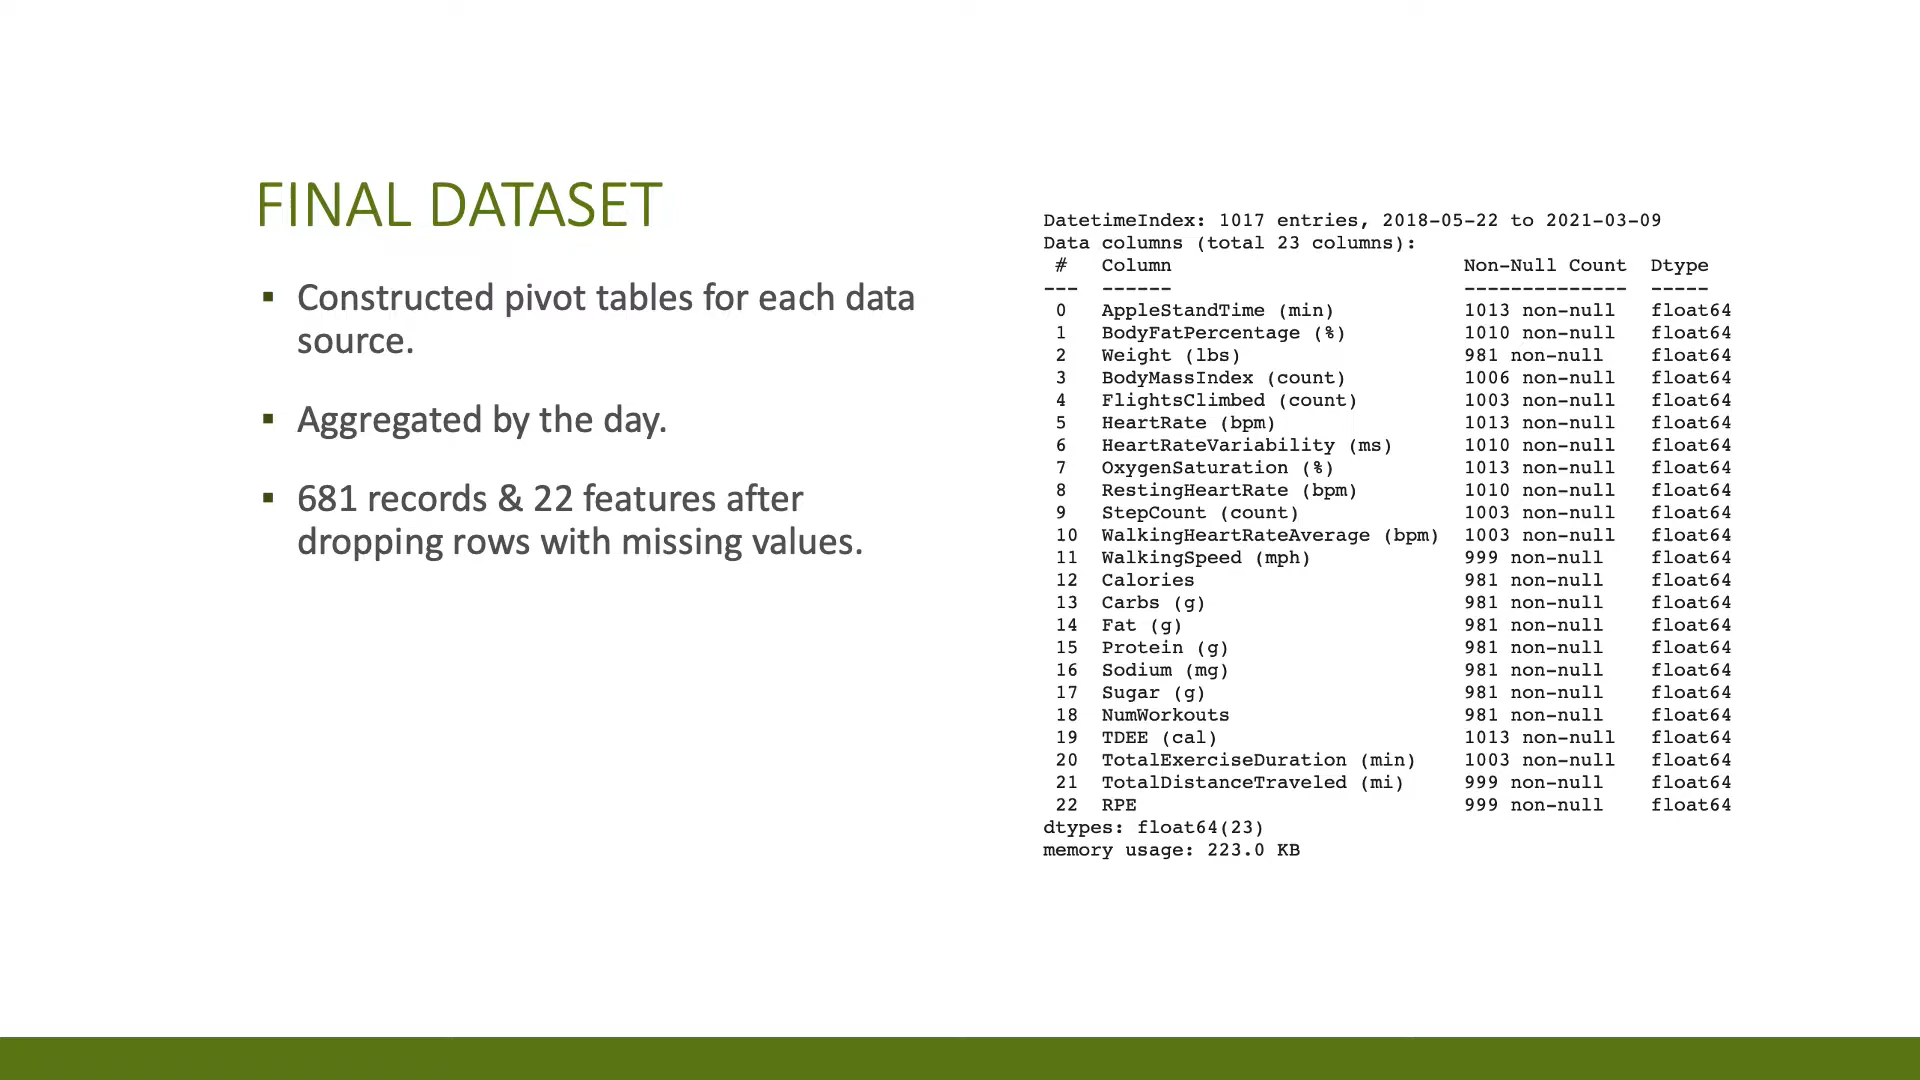 FINAL DATASET
▪ Constructed pivot tables for each data
source.
▪ Aggregated by the day.
▪ 681 records & 22 features after
dropping rows with missing values.
DatetimeIndex: 1017 entries, 2018-05-22 to 2021-03-09
Data columns (total 23 columns):
# Column Non-Null Count Dtype
--- ------ -------------- -----
0 AppleStandTime (min) 1013 non-null float64
1 BodyFatPercentage (%) 1010 non-null float64
2 Weight (lbs) 981 non-null float64
3 BodyMassIndex (count) 1006 non-null float64
4 FlightsClimbed (count) 1003 non-null float64
5 HeartRate (bpm) 1013 non-null float64
6 HeartRateVariability (ms) 1010 non-null float64
7 OxygenSaturation (%) 1013 non-null float64
8 RestingHeartRate (bpm) 1010 non-null float64
9 StepCount (count) 1003 non-null float64
10 WalkingHeartRateAverage (bpm) 1003 non-null float64
11 WalkingSpeed (mph) 999 non-null float64
12 Calories 981 non-null float64
13 Carbs (g) 981 non-null float64
14 Fat (g) 981 non-null float64
15 Protein (g) 981 non-null float64
16 Sodium (mg) 981 non-null float64
17 Sugar (g) 981 non-null float64
18 NumWorkouts 981 non-null float64
19 TDEE (cal) 1013 non-null float64
20 TotalExerciseDuration (min) 1003 non-null float64
21 TotalDistanceTraveled (mi) 999 non-null float64
22 RPE 999 non-null float64
dtypes: float64(23)
memory usage: 223.0 KB